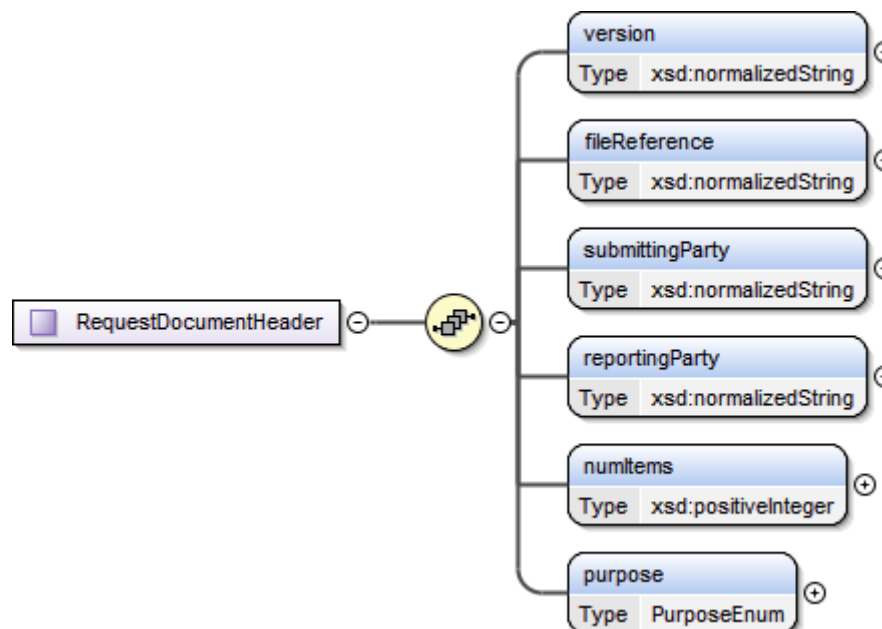 version
Type xsd:normalizedString
fileReference
Type xsd:normalizedString
submittingParty
Type xsd:normalizedString
RequestDocumentHeader
reportingParty
Type xsd:normalizedString
numItems
Type xsd:positiveInteger
purpose
Type PurposeEnum